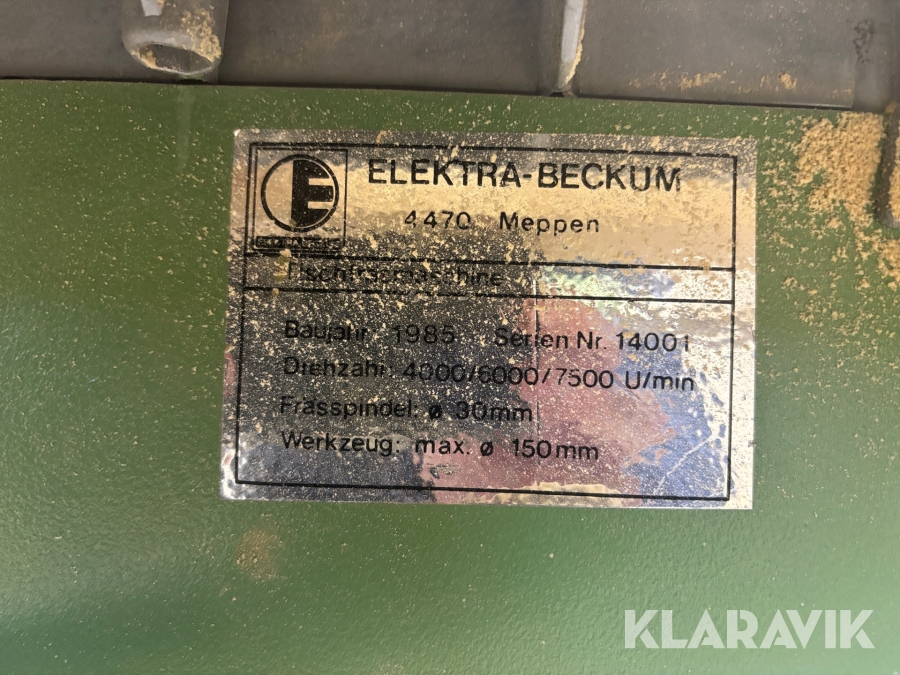 ELEKTRA-BECKUM
4470 Meppen
Tischfräsmaschine
Baujahr 1985 Serien Nr. 14001
Drehzahl: 4000/6000/7500 U/min
Frässpindel: ø 30mm
Werkzeug: max. ø 150mm
KLARAVIK